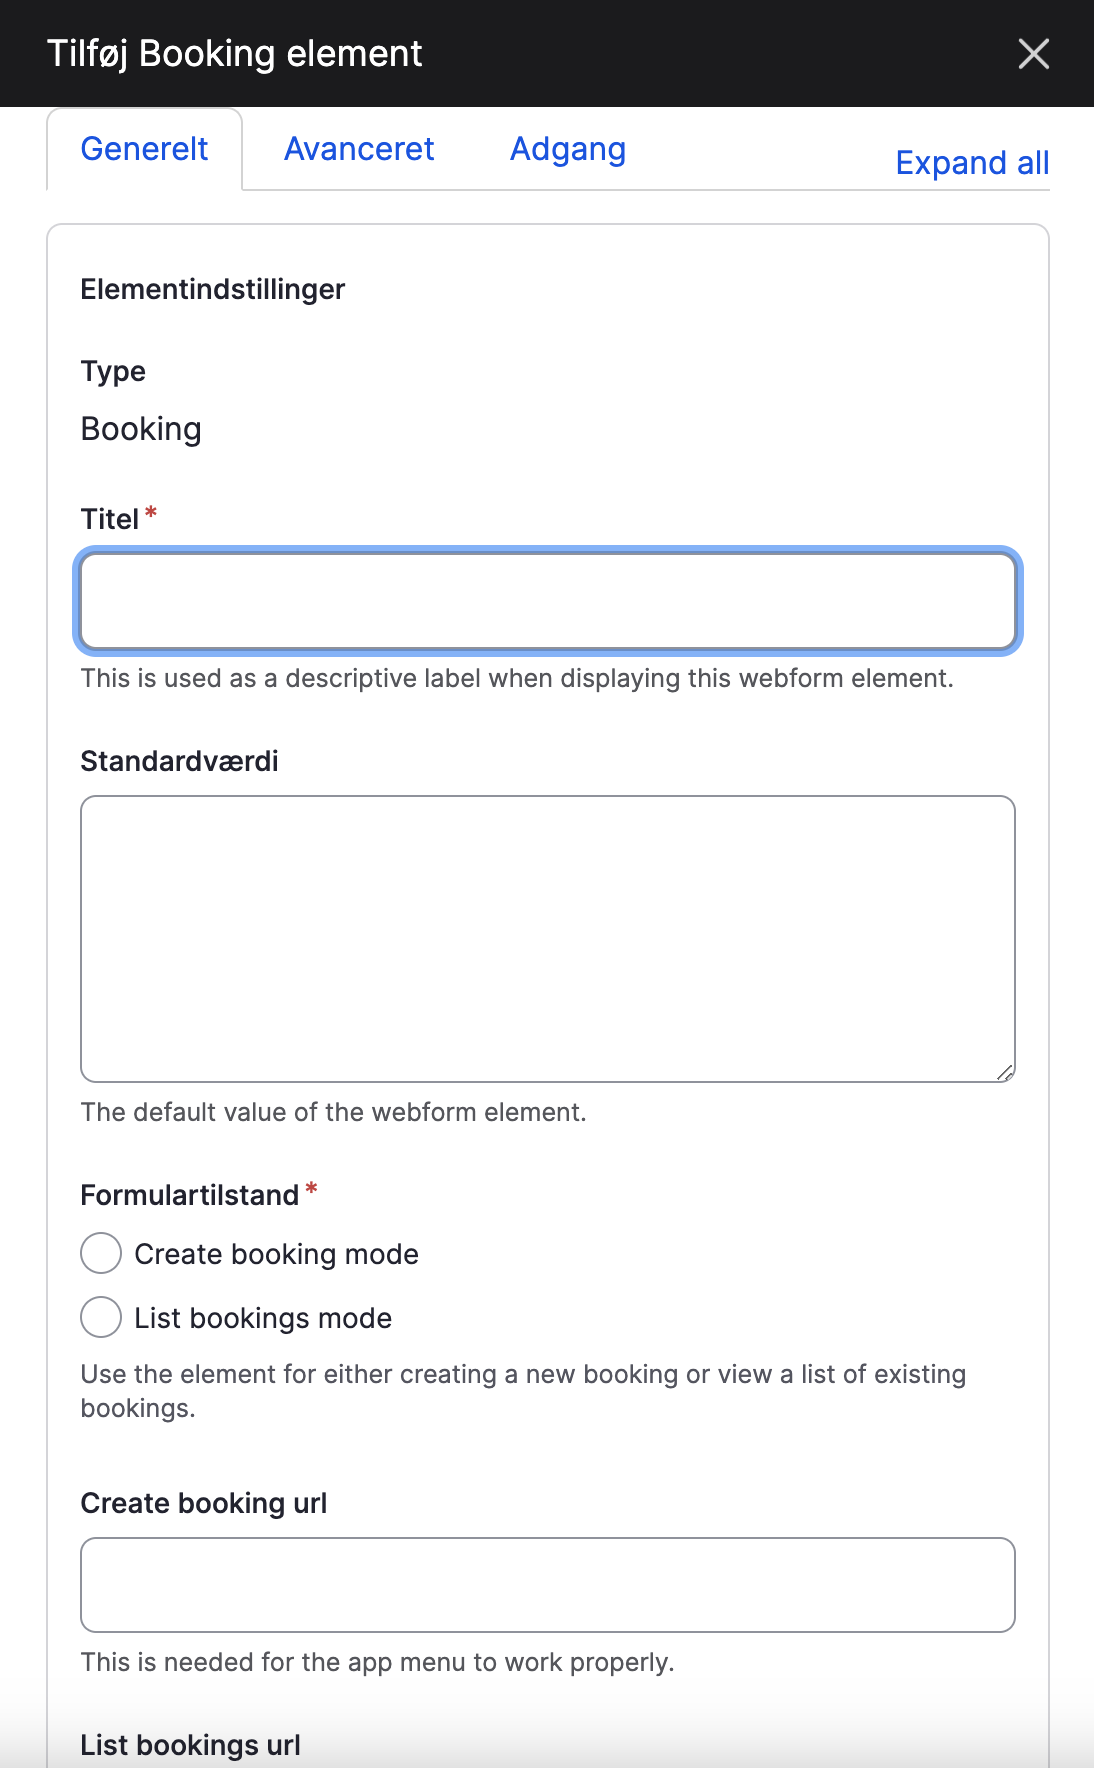 Tilføj Booking element
Generelt
Avanceret
Adgang
Expand all
Elementindstillinger
Type
Booking
Titel *
This is used as a descriptive label when displaying this webform element.
Standardværdi
The default value of the webform element.
Formulartilstand *
Create booking mode
List bookings mode
Use the element for either creating a new booking or view a list of existing
bookings.
Create booking url
This is needed for the app menu to work properly.
List bookings url